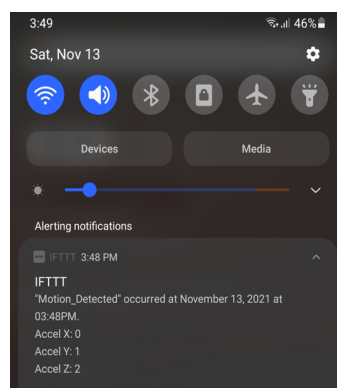 3:49 46%
Sat, Nov 13
Devices Media
Alerting notifications
IFTTT 3:48 PM
IFTTT
"Motion_Detected" occurred at November 13, 2021 at
03:48PM.
Accel X: 0
Accel Y: 1
Accel Z: 2